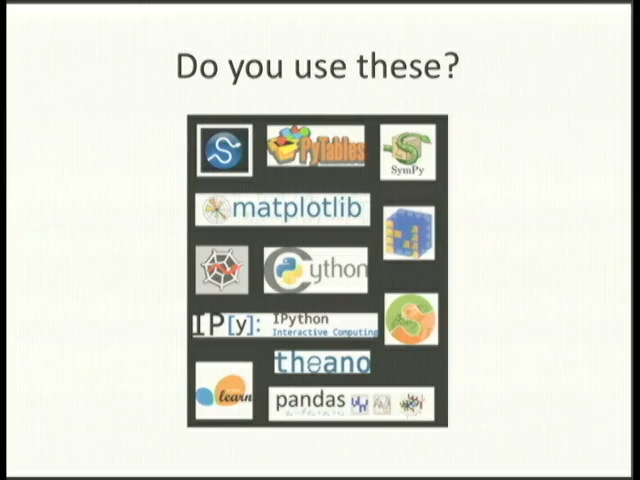 Do you use these?
PyTables
SymPy
matplotlib
Cython
IP[y]:
IPython
Interactive Computing
theano
learn
pandas